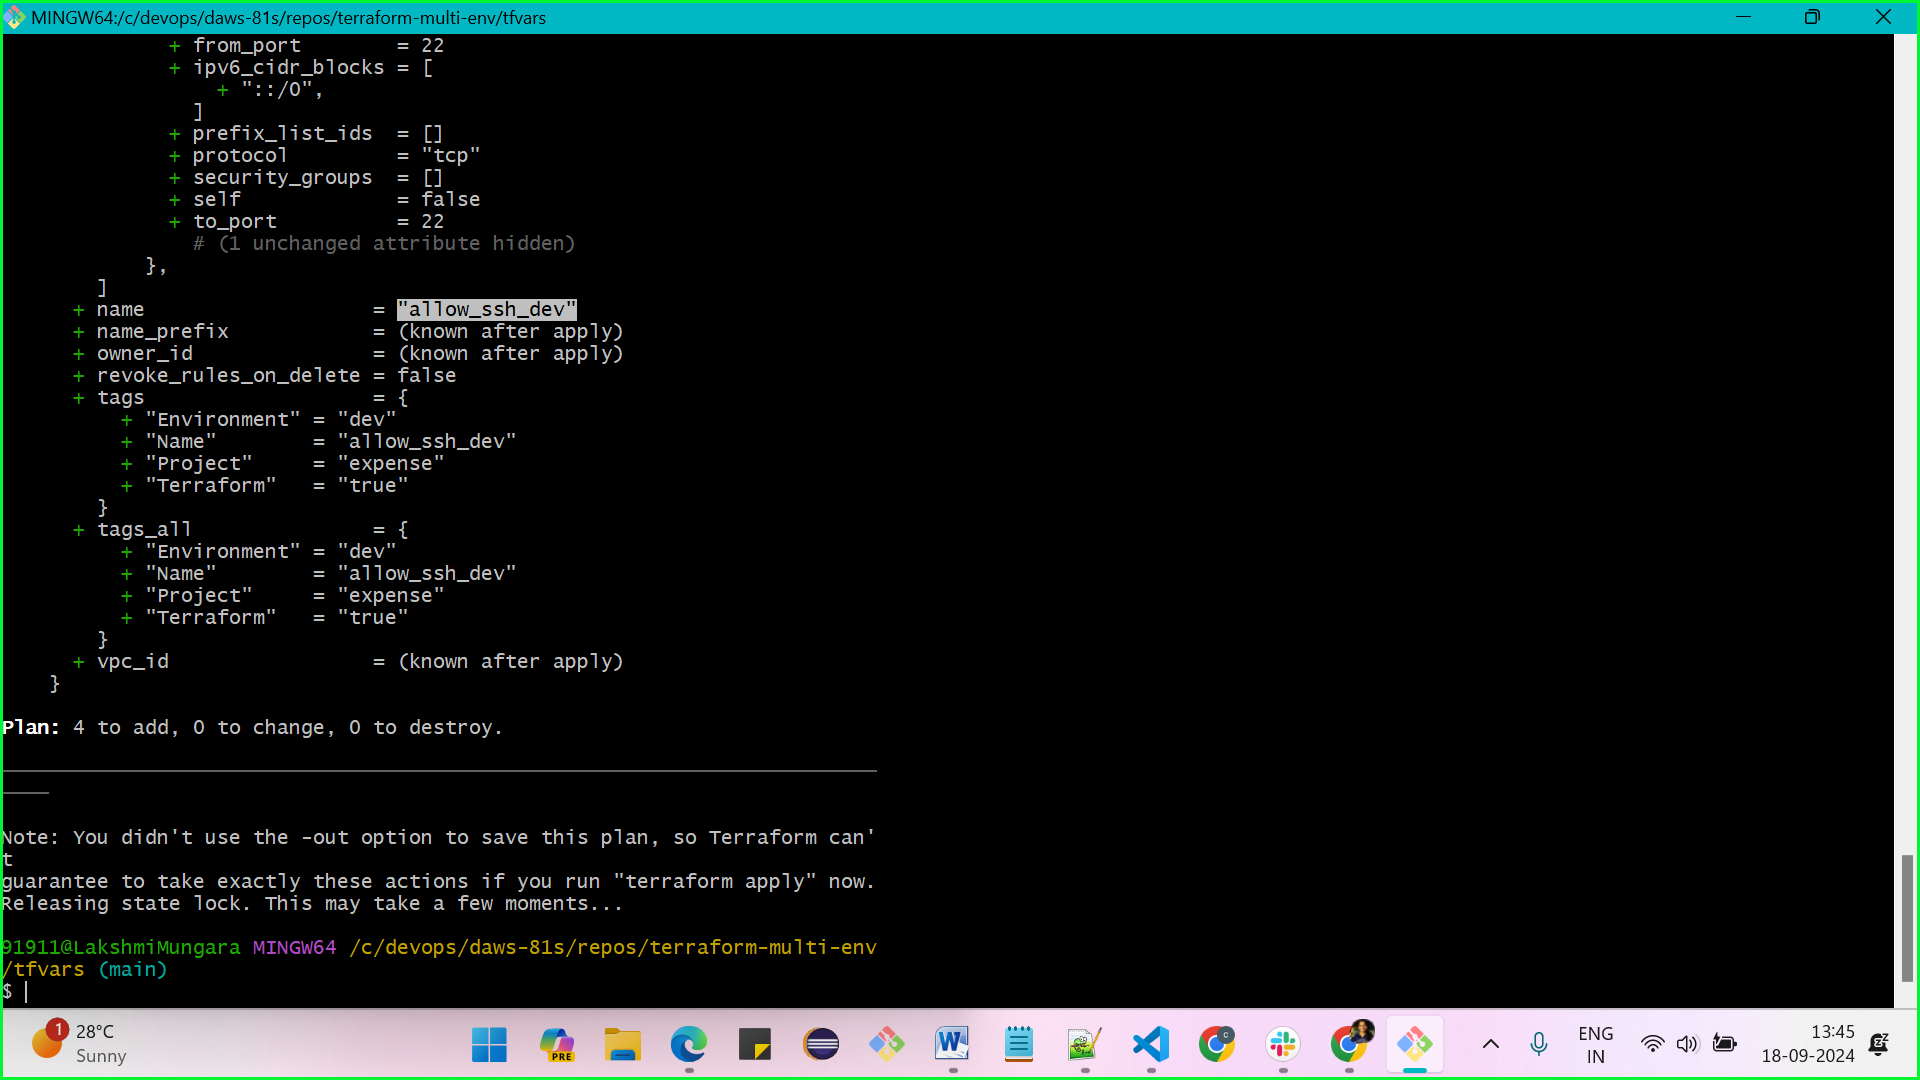 MINGW64:/c/devops/daws-81s/repos/terraform-multi-env/tfvars
+ from_port        = 22
+ ipv6_cidr_blocks = [
+ "::/0",
]
+ prefix_list_ids  = []
+ protocol         = "tcp"
+ security_groups  = []
+ self             = false
+ to_port          = 22
# (1 unchanged attribute hidden)
},
]
+ name                   = "allow_ssh_dev"
+ name_prefix            = (known after apply)
+ owner_id               = (known after apply)
+ revoke_rules_on_delete = false
+ tags                   = {
+ "Environment" = "dev"
+ "Name"        = "allow_ssh_dev"
+ "Project"     = "expense"
+ "Terraform"   = "true"
}
+ tags_all               = {
+ "Environment" = "dev"
+ "Name"        = "allow_ssh_dev"
+ "Project"     = "expense"
+ "Terraform"   = "true"
}
+ vpc_id                 = (known after apply)
}
Plan: 4 to add, 0 to change, 0 to destroy.
Note: You didn't use the -out option to save this plan, so Terraform can'
t
guarantee to take exactly these actions if you run "terraform apply" now.
Releasing state lock. This may take a few moments...
91911@LakshmiMungara MINGW64 /c/devops/daws-81s/repos/terraform-multi-env
/tfvars (main)
$
1
28°C
Sunny
PRE
W
C
ENG
IN
13:45
18-09-2024